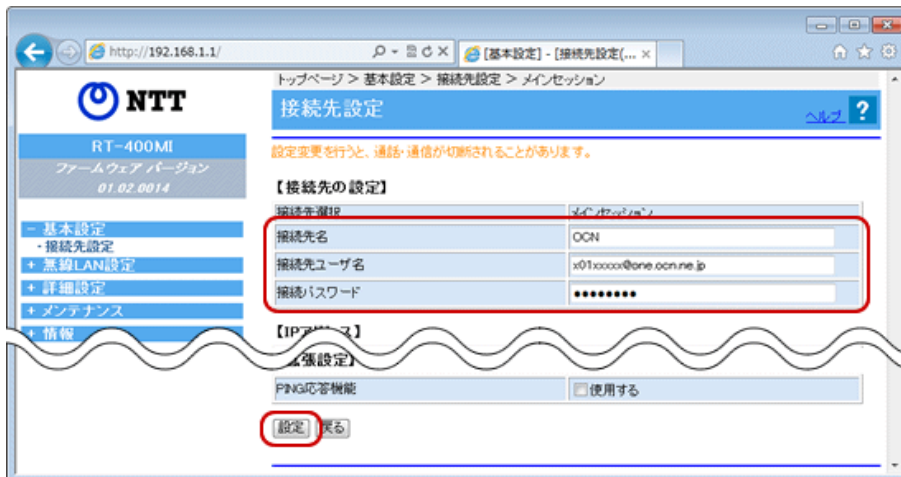 http://192.168.1.1/
[基本設定] - [接続先設定(...
トップページ > 基本設定 > 接続先設定 > メインセッション
NTT
接続先設定
ヘルプ ?
RT-400MI
ファームウェア バージョン
01.02.0014
設定変更を行うと、通話・通信が切断されることがあります。
【接続先の設定】
接続先選択 メインセッション
- 基本設定
・接続先設定
+ 無線LAN設定
+ 詳細設定
+ メンテナンス
+ 情報
接続先名 OCN
接続先ユーザ名 x01xxxxx@one.ocn.ne.jp
接続パスワード ●●●●●●●●
【IPアドレス】
張設定】
PING応答機能 使用する
設定 戻る